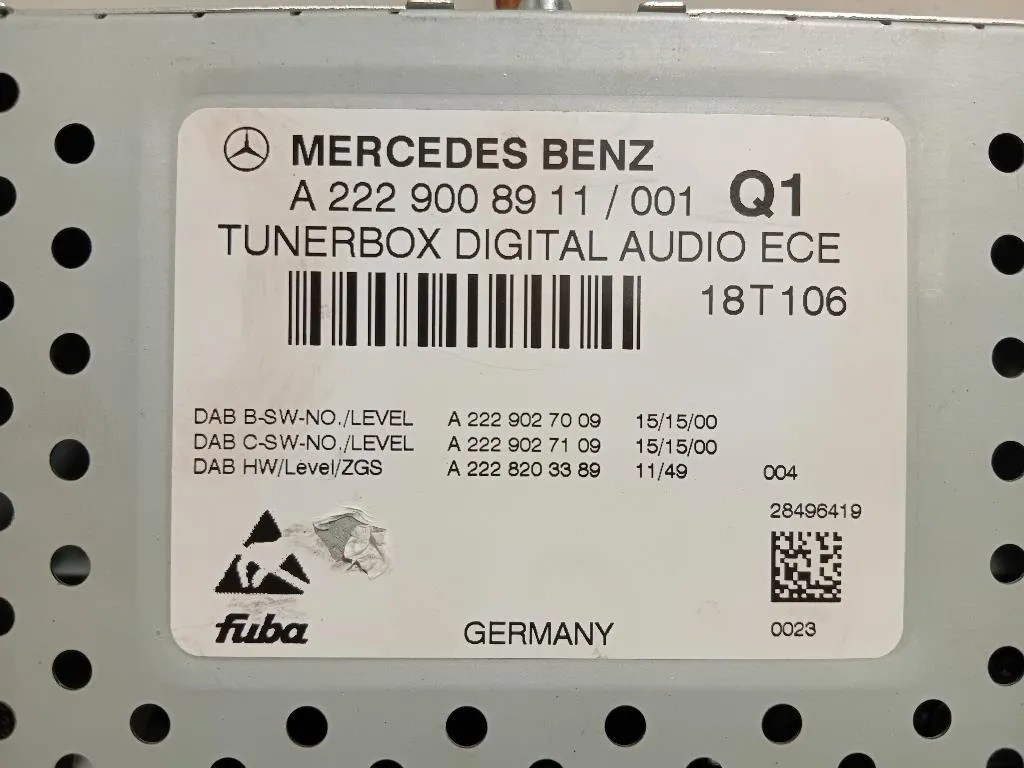 MERCEDES BENZ
A 222 900 89 11 / 001 Q1
TUNERBOX DIGITAL AUDIO ECE
18T106
DAB B-SW-NO./LEVEL A 222 902 70 09 15/15/00
DAB C-SW-NO./LEVEL A 222 902 71 09 15/15/00
DAB HW/Level/ZGS A 222 820 33 89 11/49 004
28496419
fuba GERMANY 0023